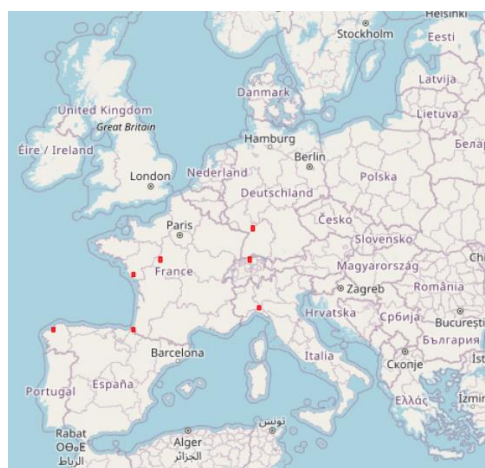 Helsinki
Stockholm
Eesti
Latvija
Danmark
Lietuva
United Kingdom
Great Britain
Hamburg
Éire / Ireland
Nederland
Berlin
London
Polska
Deutschland
Paris
Česko
Slovensko
France
Magyarország
România
Zagreb
Hrvatska
Србија
București
България
Barcelona
Italia
Скопје
Portugal
España
Ελλάς
İzmir
Rabat
تونس
Alger
الجزائر
الرباط